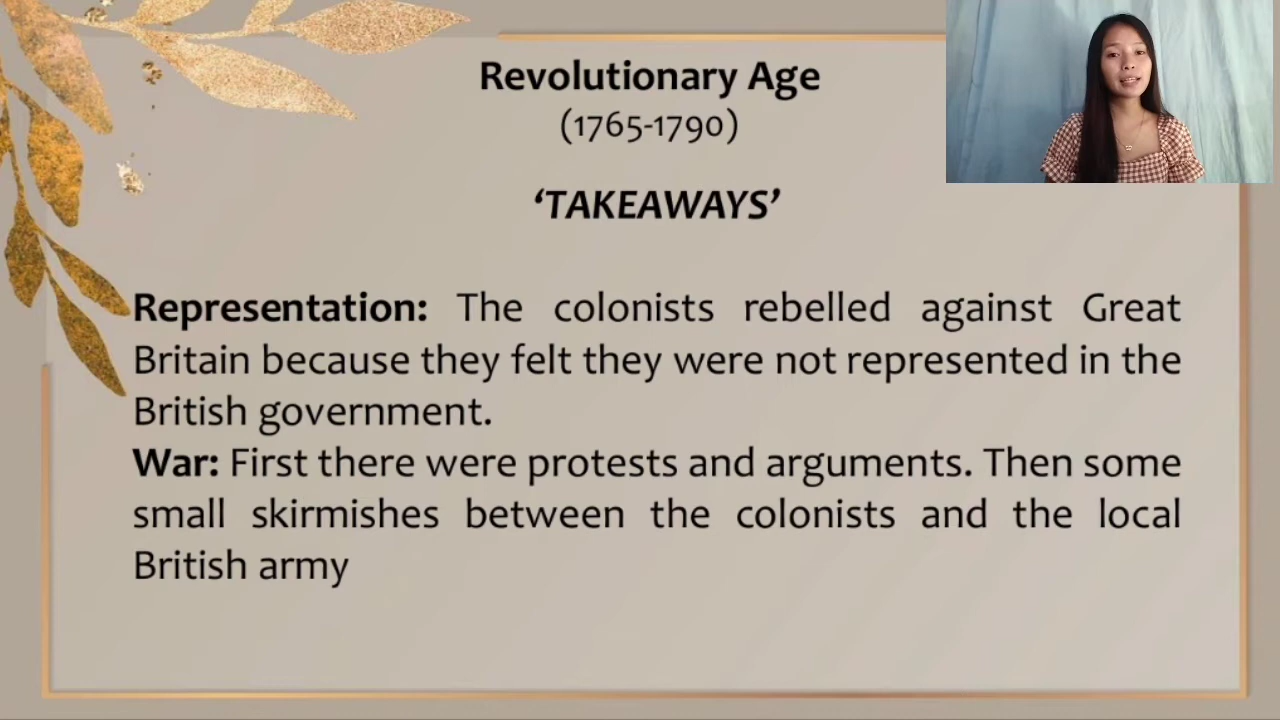 Revolutionary Age
(1765-1790)
‘TAKEAWAYS’
Representation: The colonists rebelled against Great
Britain because they felt they were not represented in the
British government.
War: First there were protests and arguments. Then some
small skirmishes between the colonists and the local
British army